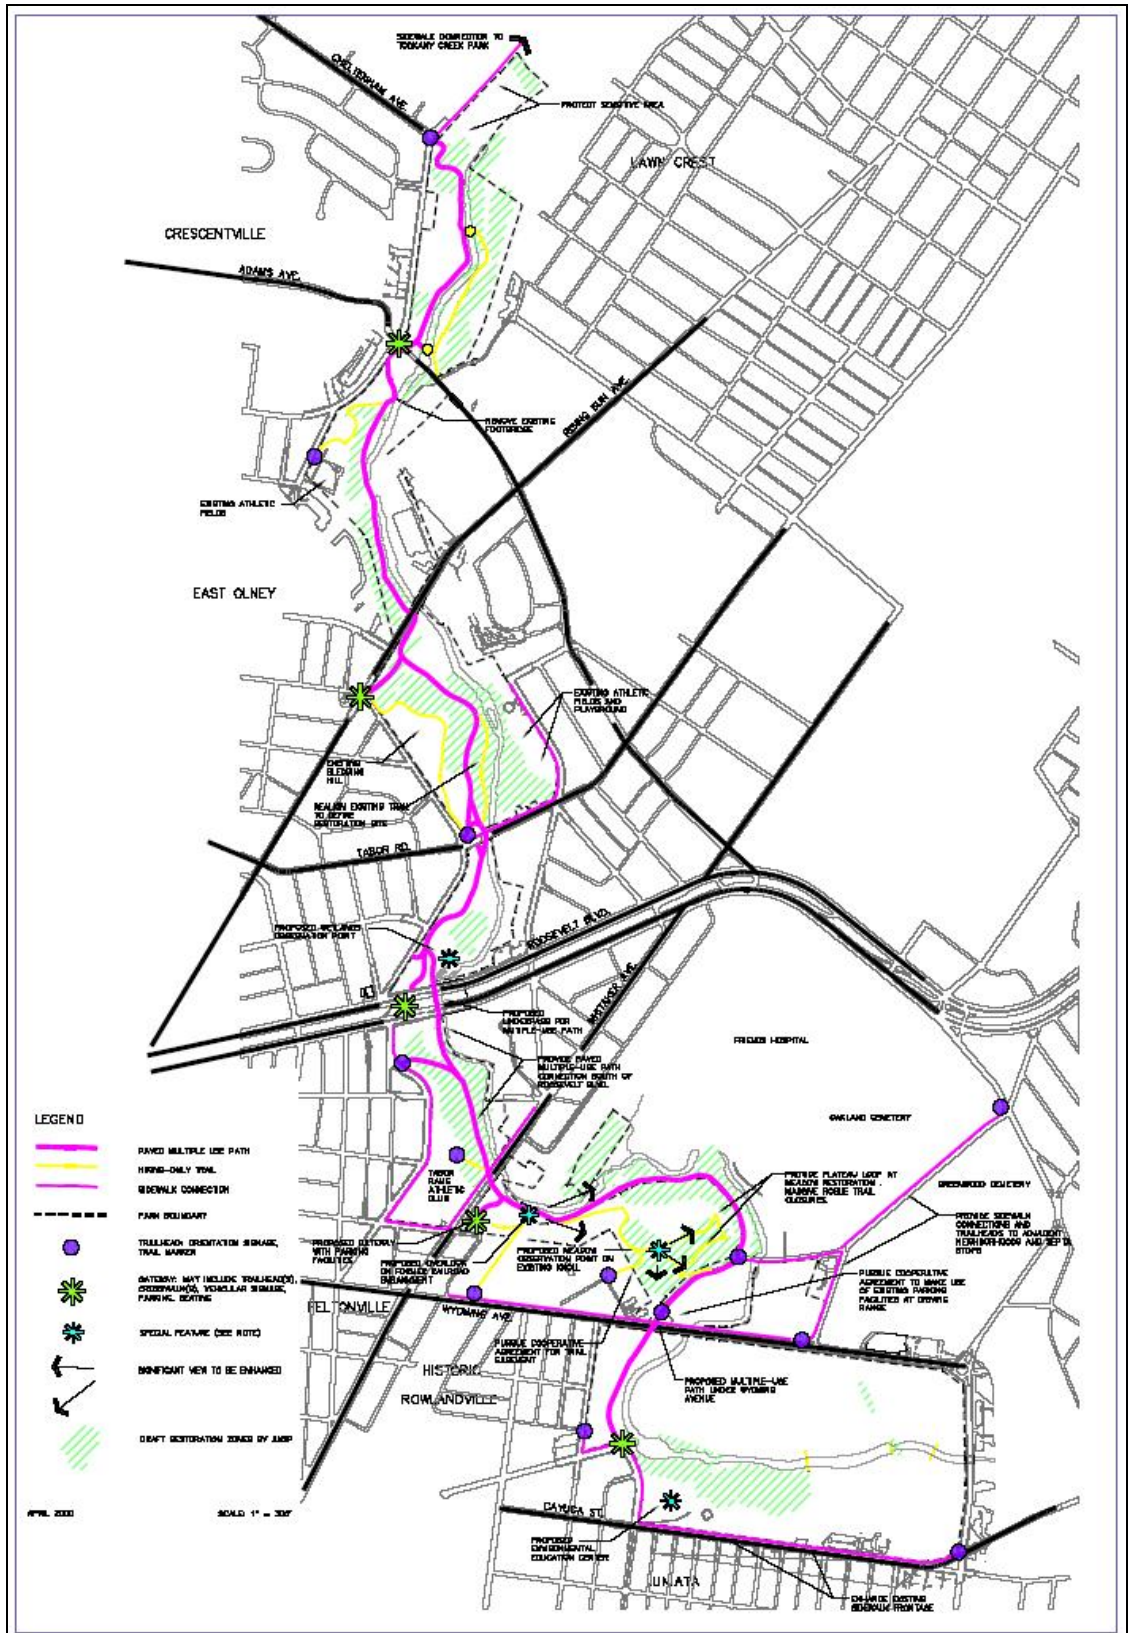 SIDEWALK CONNECTION TO
TOOKANY CREEK PARK
CHELTENHAM AVE.
PROTECT SENSITIVE AREA
LAWN CREST
CRESCENTVILLE
ADAMS AVE.
RISING SUN AVE.
REMOVE EXISTING
FOOTBRIDGE
EXISTING ATHLETIC
FIELDS
EAST OLNEY
EXISTING ATHLETIC
FIELDS AND
PLAYGROUND
EXISTING
SLEDDING
HILL
REALIGN EXISTING TRAIL
TO DEFINE
RESTORATION SITE
TABOR RD.
PROPOSED WETLANDS
OBSERVATION POINT
ROOSEVELT BLVD.
WHITAKER AVE.
PROPOSED
UNDERPASS FOR
MULTIPLE-USE PATH
FRIENDS HOSPITAL
PROVIDE PAVED
MULTIPLE-USE PATH
CONNECTION SOUTH OF
ROOSEVELT BLVD.
OAKLAND CEMETERY
GREENWOOD CEMETERY
TABOR
RAMS
ATHLETIC
CLUB
PROVIDE PLATEAU LOOP AT
MEADOW RESTORATION.
MASSIVE ROGUE TRAIL
CLOSURES.
PROVIDE SIDEWALK
CONNECTIONS AND
TRAILHEADS TO ADJACENT
NEIGHBORHOODS AND SEPTA
STOPS
PROPOSED GATEWAY
WITH PARKING
FACILITIES
PROPOSED OVERLOOK
ON FORMER RAILROAD
EMBANKMENT
PROPOSED MEADOW
OBSERVATION POINT ON
EXISTING KNOLL
PURSUE COOPERATIVE
AGREEMENT TO MAKE USE
OF EXISTING PARKING
FACILITIES AT DRIVING
RANGE
FELTONVILLE
WYOMING AVE.
PURSUE COOPERATIVE
AGREEMENT FOR TRAIL
EASEMENT
HISTORIC
ROWLANDVILLE
PROPOSED MULTIPLE-USE
PATH UNDER WYOMING
AVENUE
CAYUGA ST.
PROPOSED
ENVIRONMENTAL
EDUCATION CENTER
JUNIATA
ENHANCE EXISTING
SIDEWALK FRONTAGE
LEGEND
PAVED MULTIPLE USE PATH
HIKING-ONLY TRAIL
SIDEWALK CONNECTION
PARK BOUNDARY
TRAILHEAD: ORIENTATION SIGNAGE,
TRAIL MARKER
GATEWAY: MAY INCLUDE TRAILHEAD(S),
CROSSWALK(S), VEHICULAR SIGNAGE,
PARKING, SEATING
SPECIAL FEATURE (SEE NOTE)
SIGNIFICANT VIEW TO BE ENHANCED
DRAFT RESTORATION ZONES BY
APRIL 2000
SCALE: 1" =